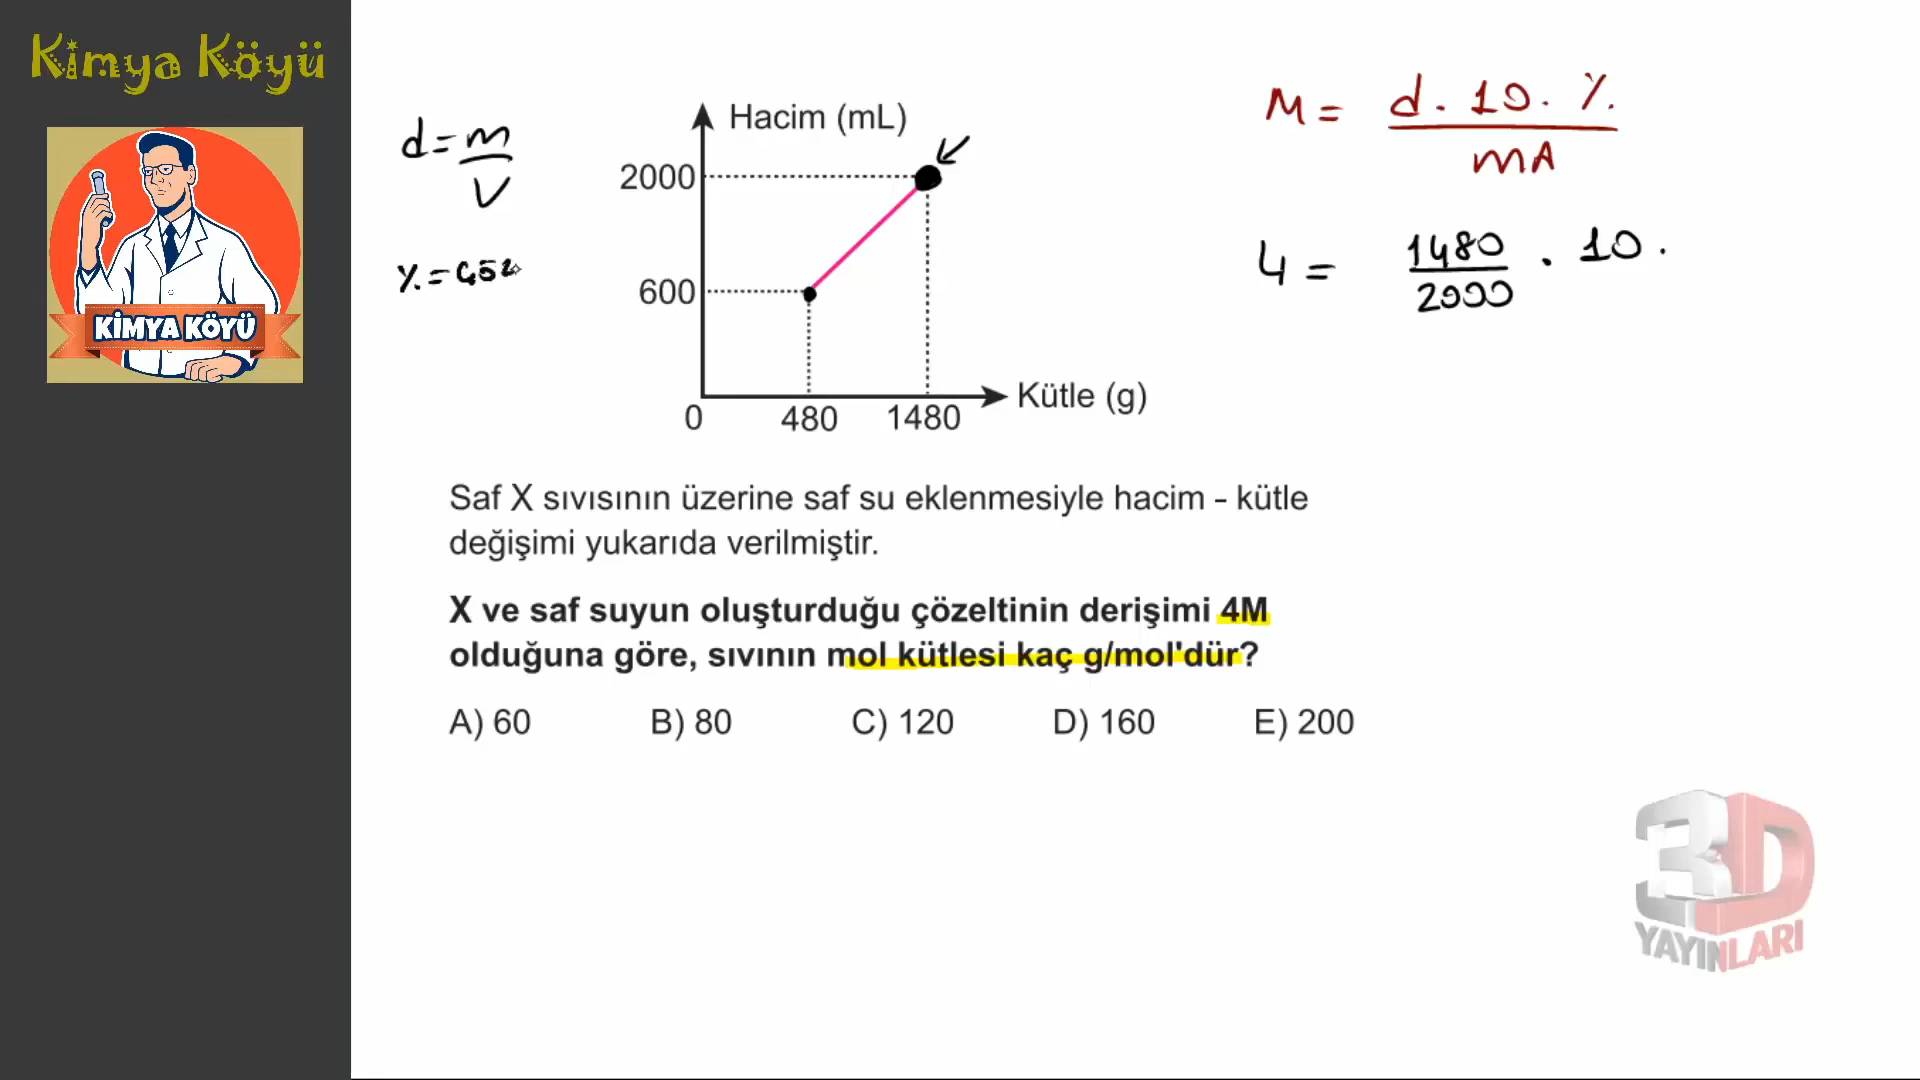 Kimya Köyü
KİMYA KÖYÜ
d = m / V
% = çöz
Hacim (mL)
2000
600
0
480
1480
Kütle (g)
M = d . 10 . % / mA
4 = 1480 / 2000 . 10 .
Saf X sıvısının üzerine saf su eklenmesiyle hacim – kütle
değişimi yukarıda verilmiştir.
X ve saf suyun oluşturduğu çözeltinin derişimi 4M
olduğuna göre, sıvının mol kütlesi kaç g/mol'dür?
A) 60 B) 80 C) 120 D) 160 E) 200
3D
YAYINLARI